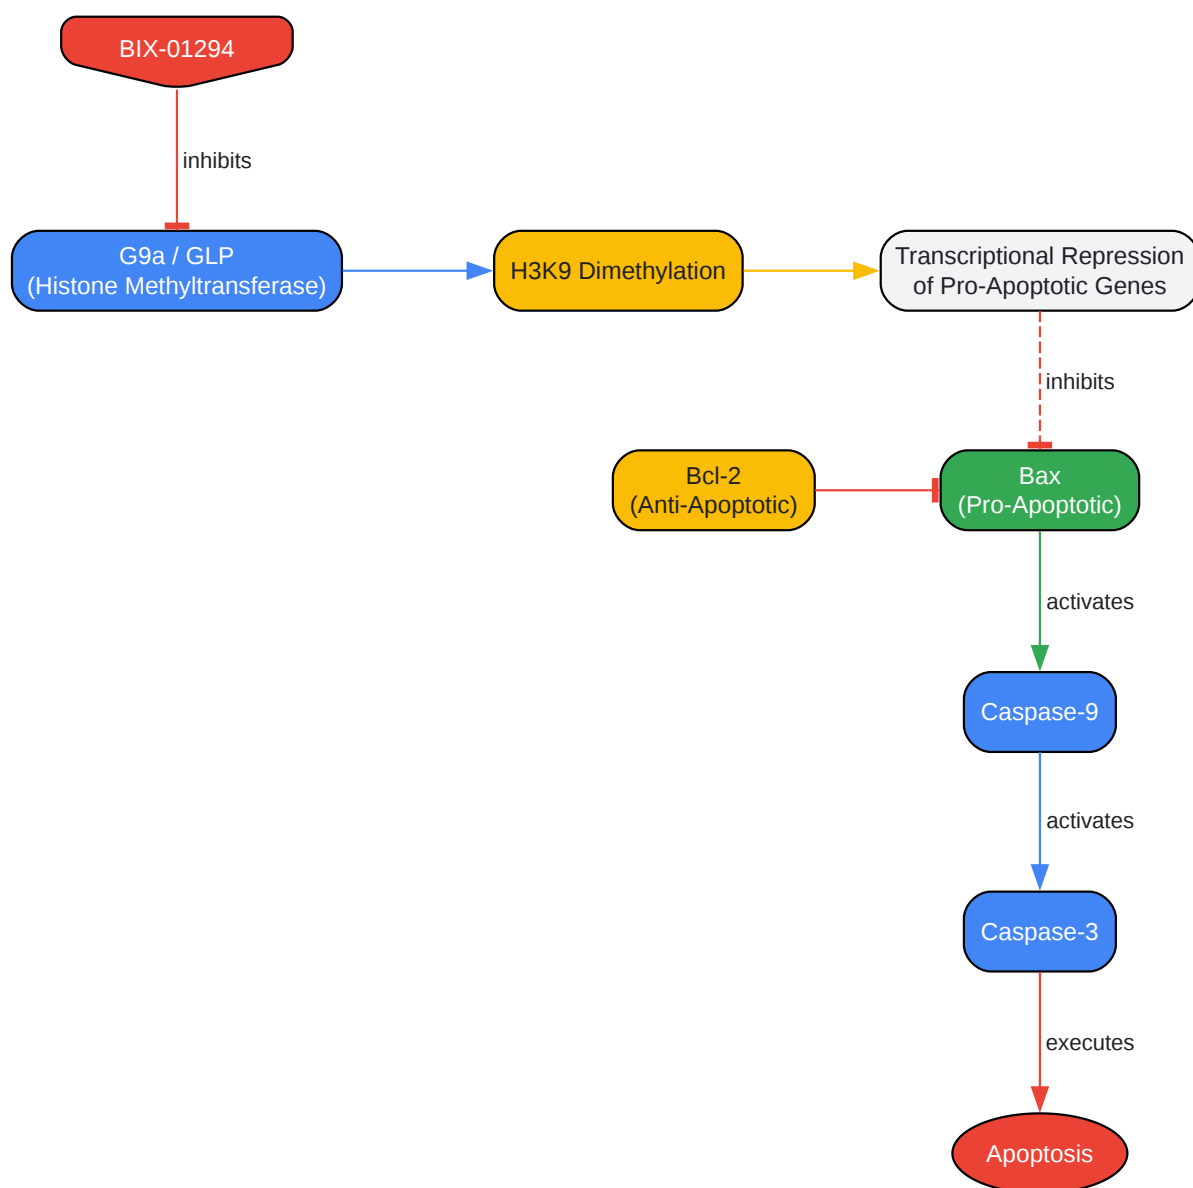 BIX-01294
inhibits
G9a / GLP
(Histone Methyltransferase)
H3K9 Dimethylation
Transcriptional Repression
of Pro-Apoptotic Genes
inhibits
Bcl-2
(Anti-Apoptotic)
Bax
(Pro-Apoptotic)
activates
Caspase-9
activates
Caspase-3
executes
Apoptosis